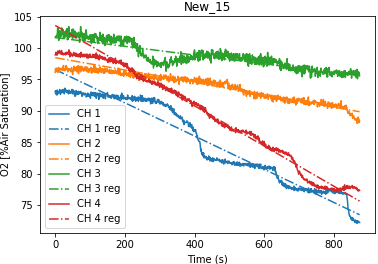 New_15
O2 [%Air Saturation]
105
100
95
90
85
80
75
CH 1
CH 1 reg
CH 2
CH 2 reg
CH 3
CH 3 reg
CH 4
CH 4 reg
0 200 400 600 800
Time (s)